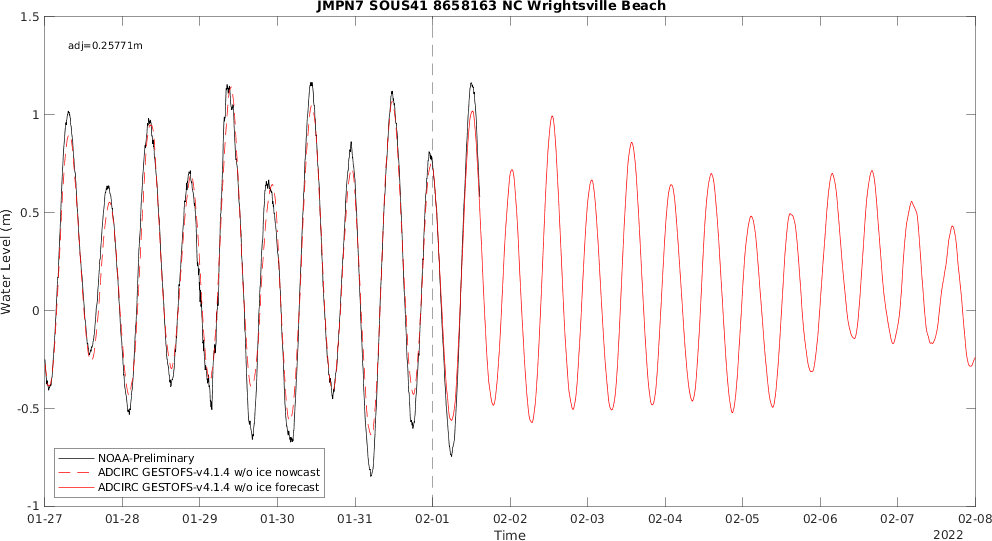 JMPN7 SOUS41 8658163 NC Wrightsville Beach
adj=0.25771m
1.5
1
0.5
0
-0.5
-1
Water Level (m)
NOAA-Preliminary
ADCIRC GESTOFS-v4.1.4 w/o ice nowcast
ADCIRC GESTOFS-v4.1.4 w/o ice forecast
01-27 01-28 01-29 01-30 01-31 02-01 02-02 02-03 02-04 02-05 02-06 02-07 02-08
Time
2022